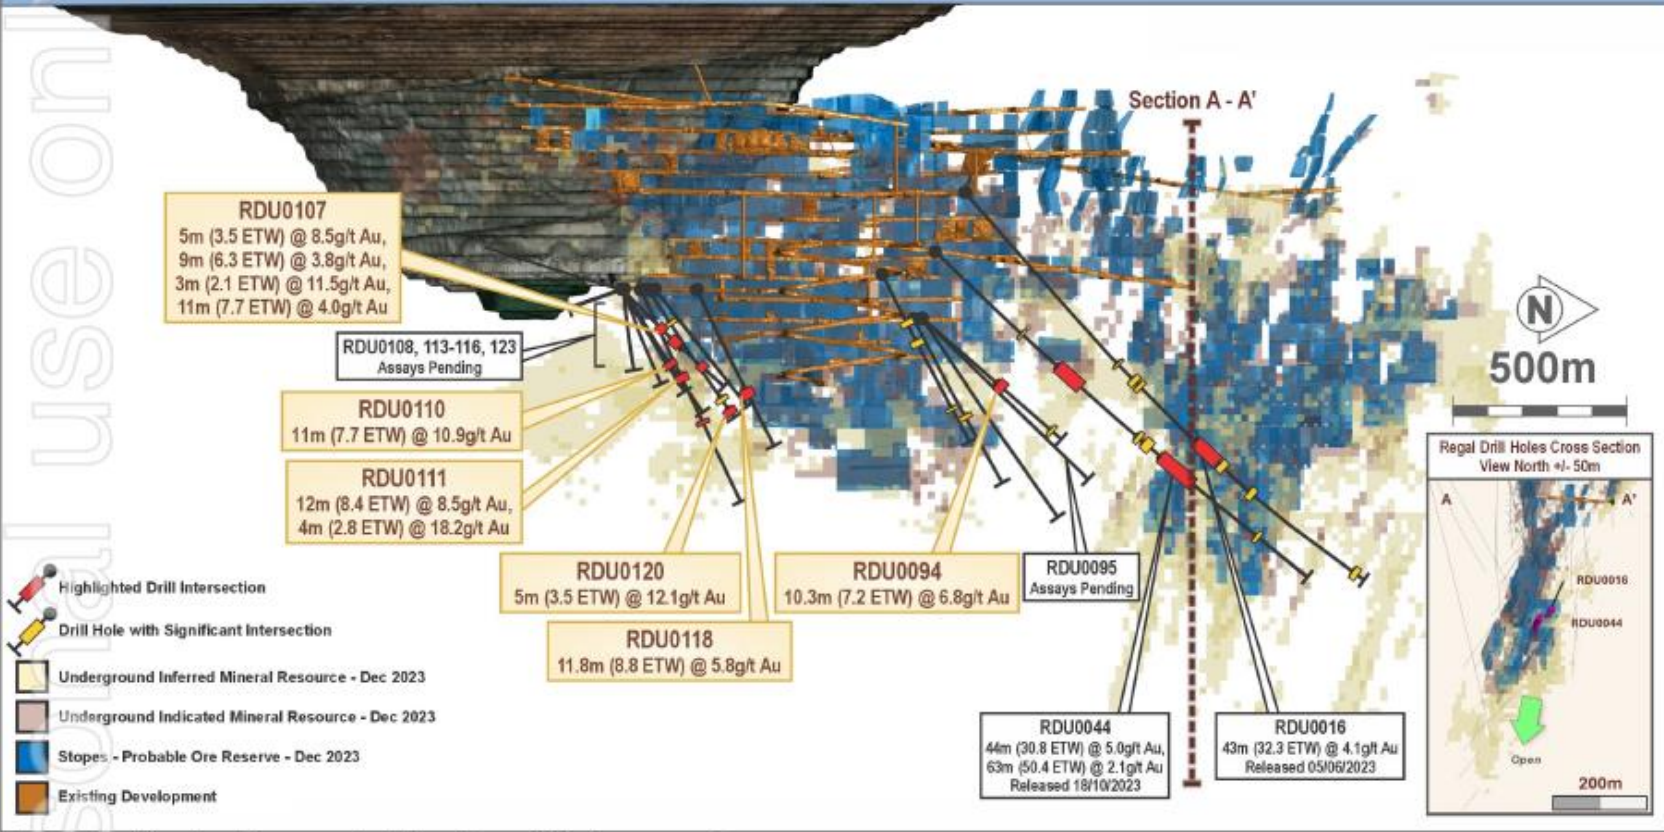 sonal use onl
Section A - A'
RDU0107
5m (3.5 ETW) @ 8.5g/t Au,
9m (6.3 ETW) @ 3.8g/t Au,
3m (2.1 ETW) @ 11.5g/t Au,
11m (7.7 ETW) @ 4.0g/t Au
RDU0108, 113-116, 123
Assays Pending
RDU0110
11m (7.7 ETW) @ 10.9g/t Au
RDU0111
12m (8.4 ETW) @ 8.5g/t Au,
4m (2.8 ETW) @ 18.2g/t Au
RDU0120
5m (3.5 ETW) @ 12.1g/t Au
RDU0118
11.8m (8.8 ETW) @ 5.8g/t Au
RDU0094
10.3m (7.2 ETW) @ 6.8g/t Au
RDU0095
Assays Pending
RDU0044
44m (30.8 ETW) @ 5.0g/t Au,
63m (50.4 ETW) @ 2.1g/t Au
Released 18/10/2023
RDU0016
43m (32.3 ETW) @ 4.1g/t Au
Released 05/06/2023
N
500m
Regal Drill Holes Cross Section
View North +/- 50m
A
A'
RDU0016
RDU0044
Open
200m
Highlighted Drill Intersection
Drill Hole with Significant Intersection
Underground Inferred Mineral Resource - Dec 2023
Underground Indicated Mineral Resource - Dec 2023
Stopes - Probable Ore Reserve - Dec 2023
Existing Development